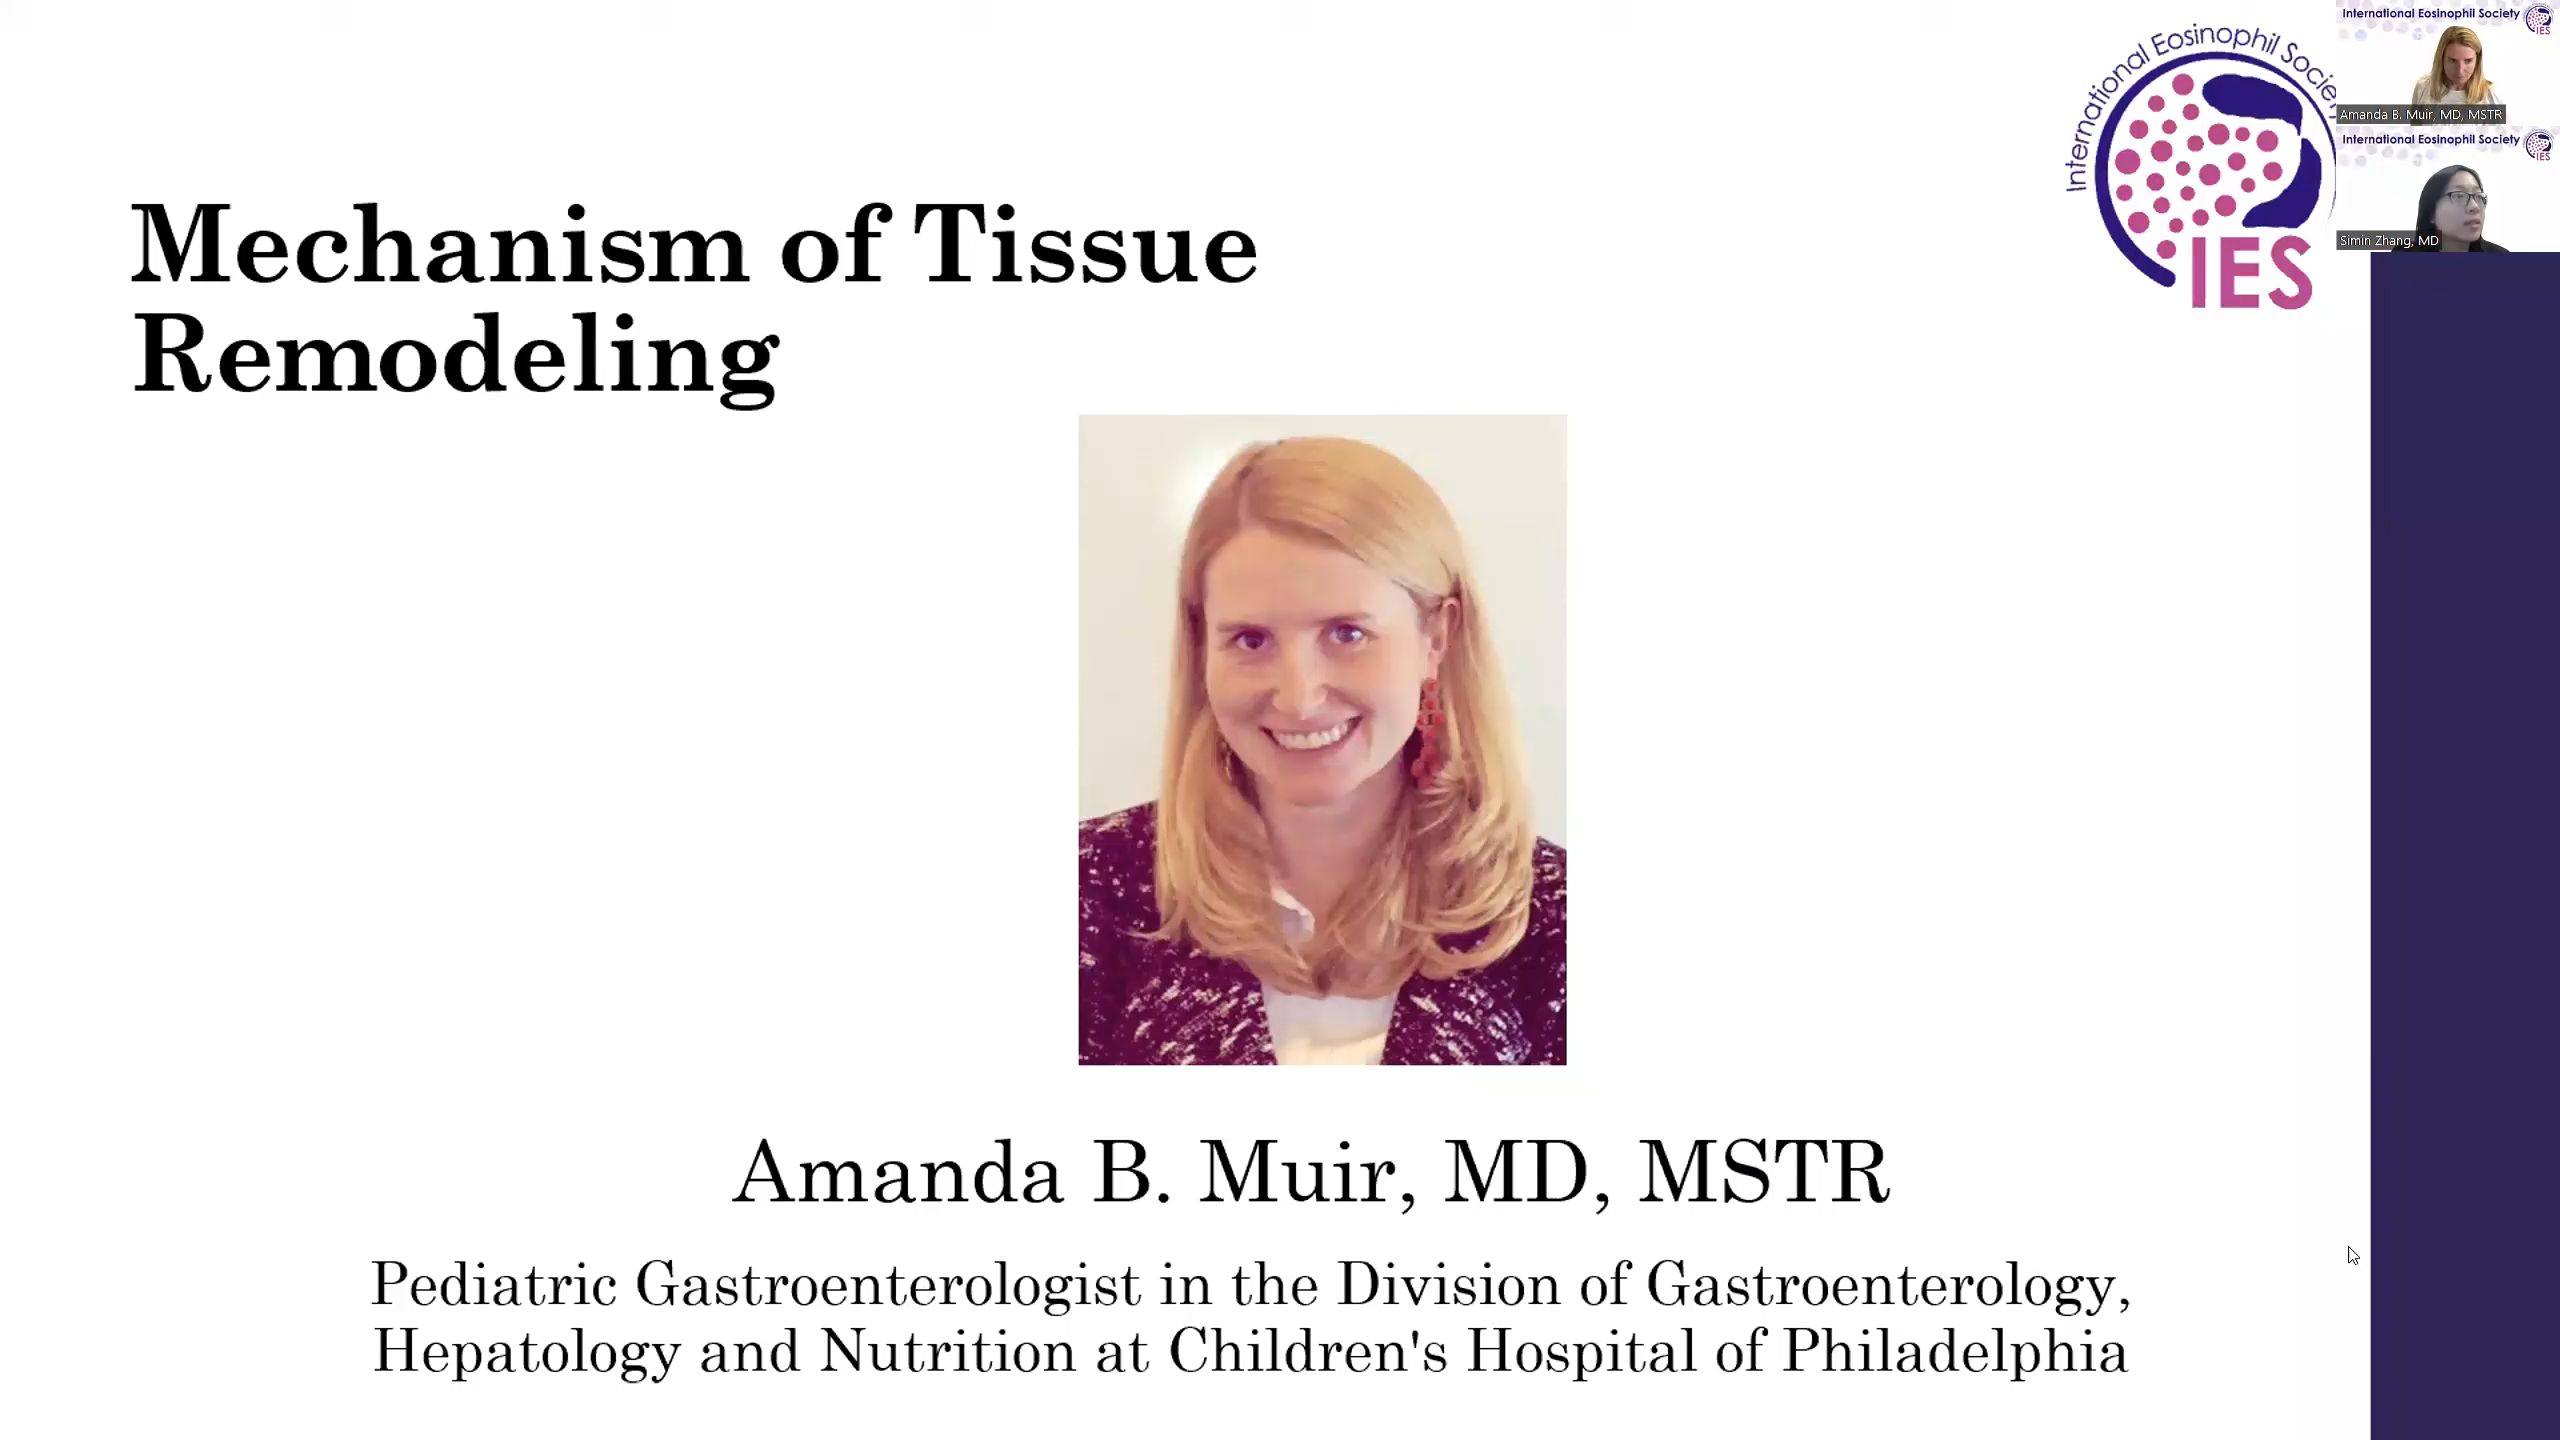 Mechanism of Tissue
Remodeling
International Eosinophil Society
IES
International Eosinophil Society
IES
Amanda B. Muir, MD, MSTR
International Eosinophil Society
IES
Simin Zhang, MD
Amanda B. Muir, MD, MSTR
Pediatric Gastroenterologist in the Division of Gastroenterology,
Hepatology and Nutrition at Children's Hospital of Philadelphia